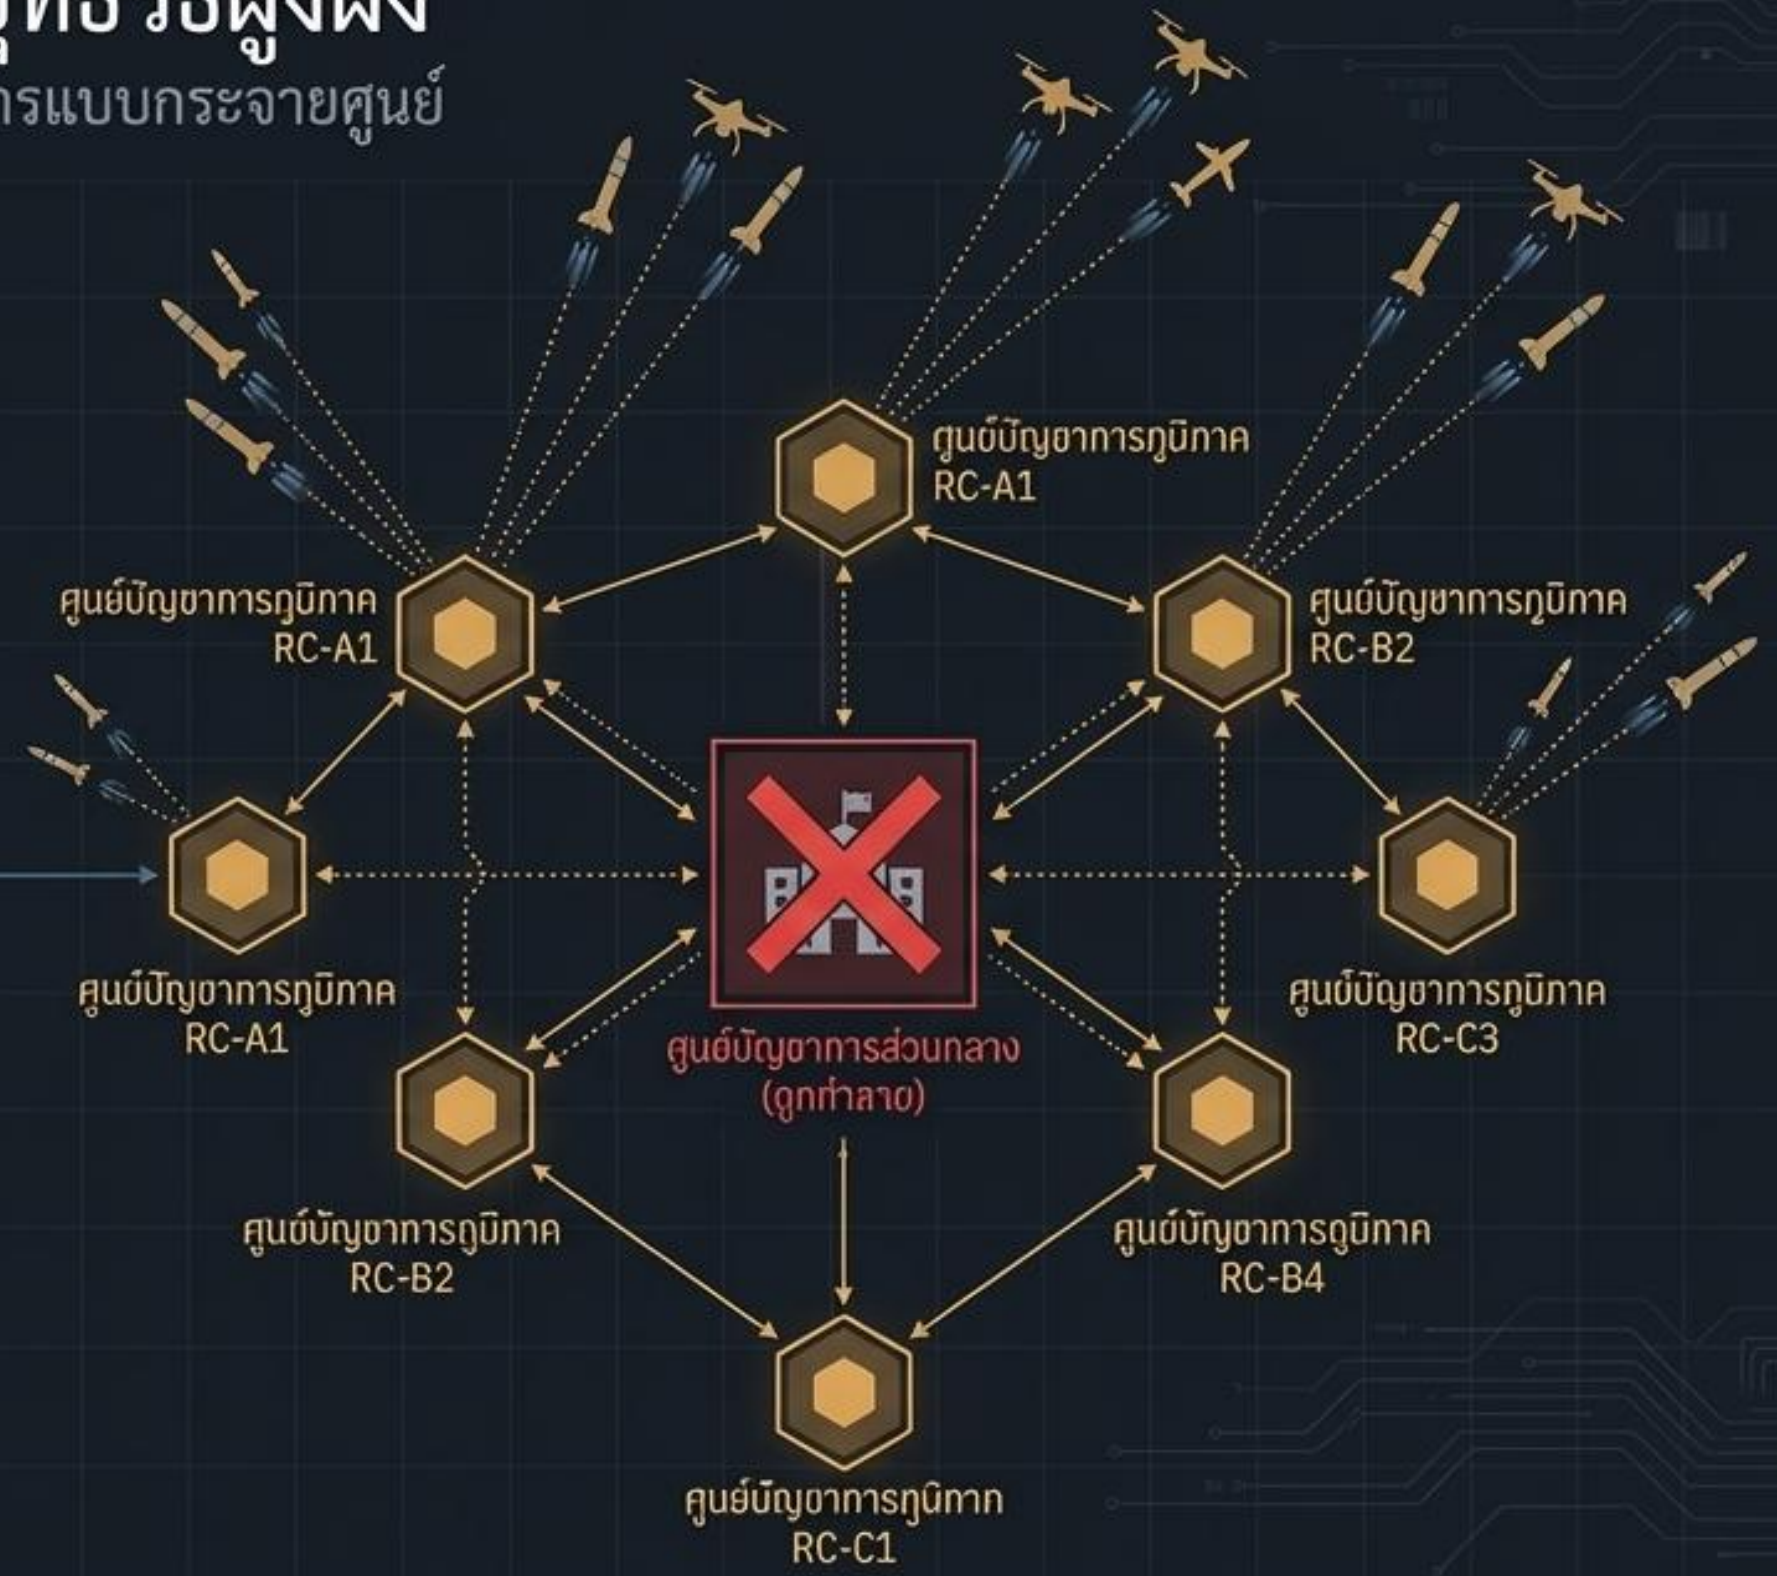 ยุทธวิธีฝูงผึ้ง
ารแบบกระจายศูนย์
ศูนย์บัญชาการภูมิภาค
RC-A1
ศูนย์บัญชาการภูมิภาค
RC-A1
ศูนย์บัญชาการภูมิภาค
RC-B2
ศูนย์บัญชาการภูมิภาค
RC-A1
ศูนย์บัญชาการส่วนกลาง
(ถูกทำลาย)
ศูนย์บัญชาการภูมิภาค
RC-C3
ศูนย์บัญชาการภูมิภาค
RC-B2
ศูนย์บัญชาการภูมิภาค
RC-B4
ศูนย์บัญชาการภูมิภาค
RC-C1